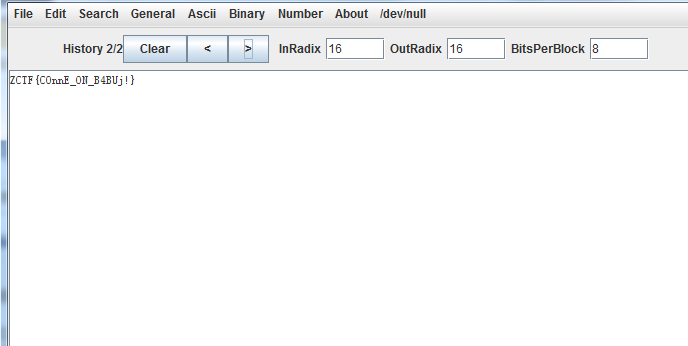 File Edit Search General Ascii Binary Number About /dev/null
History 2/2 Clear < > InRadix 16 OutRadix 16 BitsPerBlock 8
ZCTF{COnnE_ON_B4BUj!}